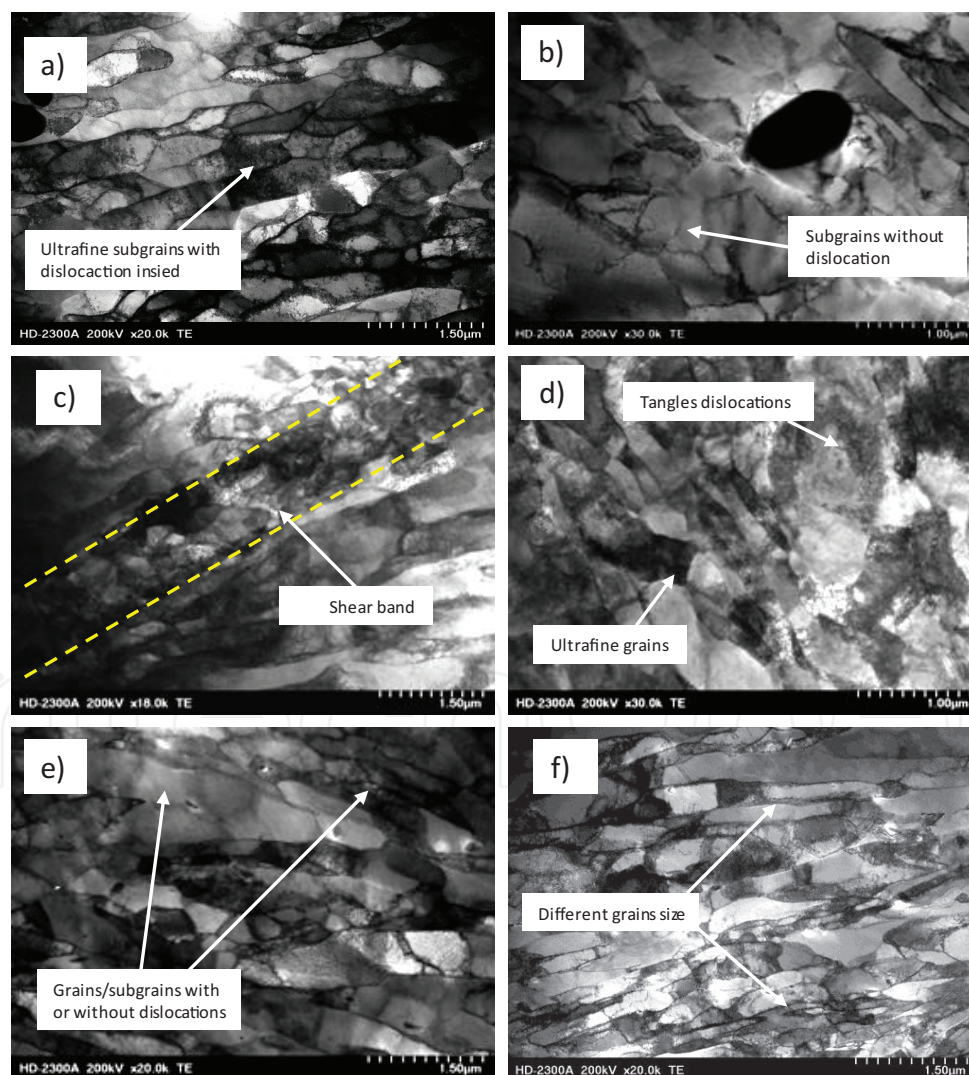 a)
Ultrafine subgrains with
dislocaction insied
HD-2300A 200kV x20.0k TE
1.50µm
b)
Subgrains without
dislocation
HD-2300A 200kV x30.0k TE
1.00µm
c)
Shear band
HD-2300A 200kV x18.0k TE
1.50µm
d)
Tangles dislocations
Ultrafine grains
HD-2300A 200kV x30.0k TE
1.00µm
e)
Grains/subgrains with
or without dislocations
HD-2300A 200kV x20.0k TE
1.50µm
f)
Different grains size
HD-2300A 200kV x20.0k TE
1.50µm